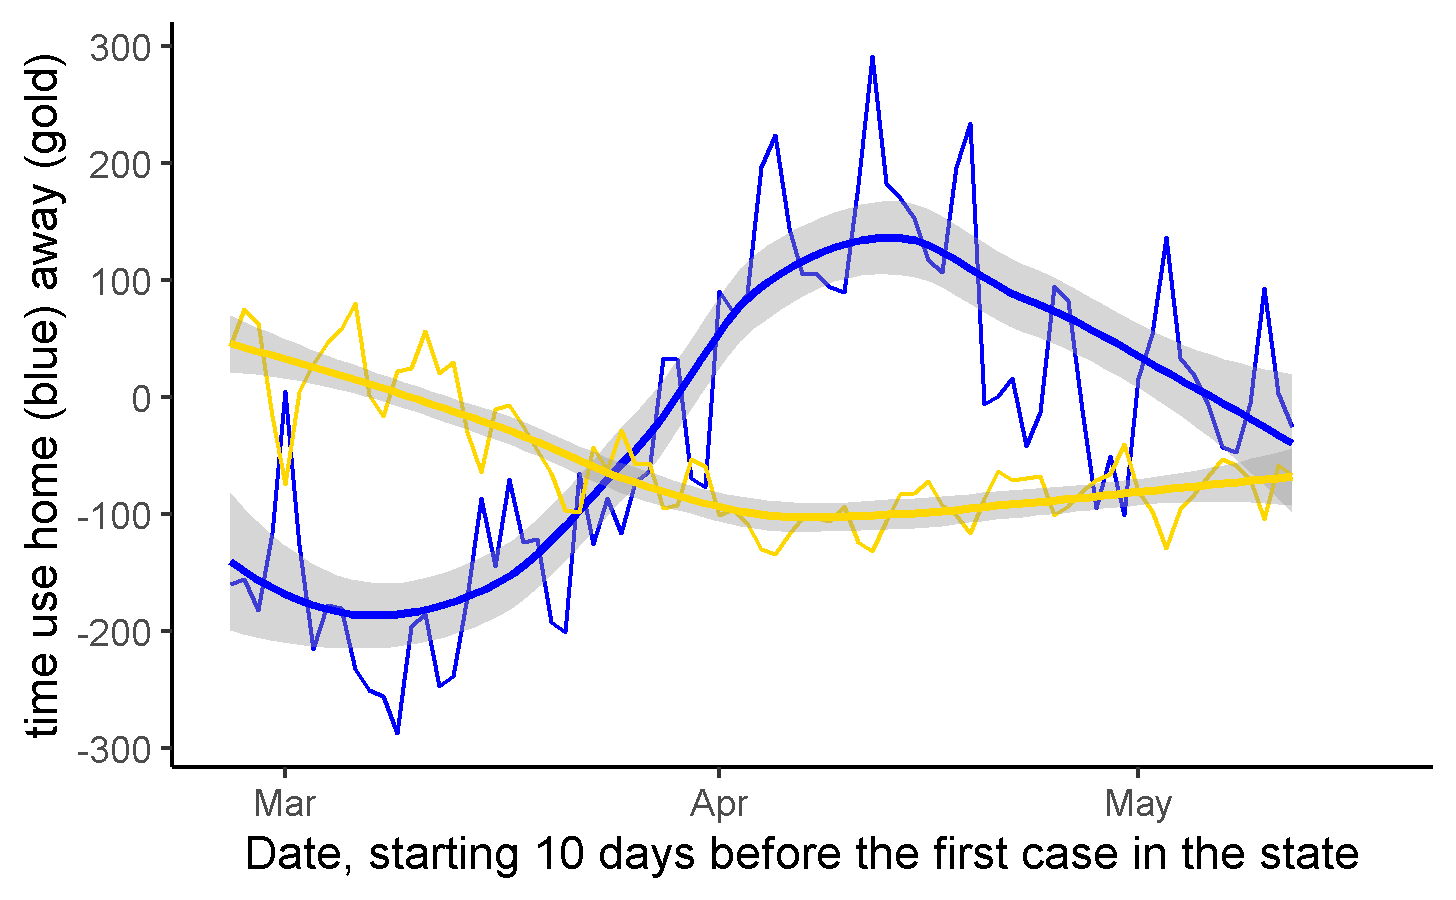 time use home (blue) away (gold)
300
200
100
0
-100
-200
-300
Mar Apr May
Date, starting 10 days before the first case in the state